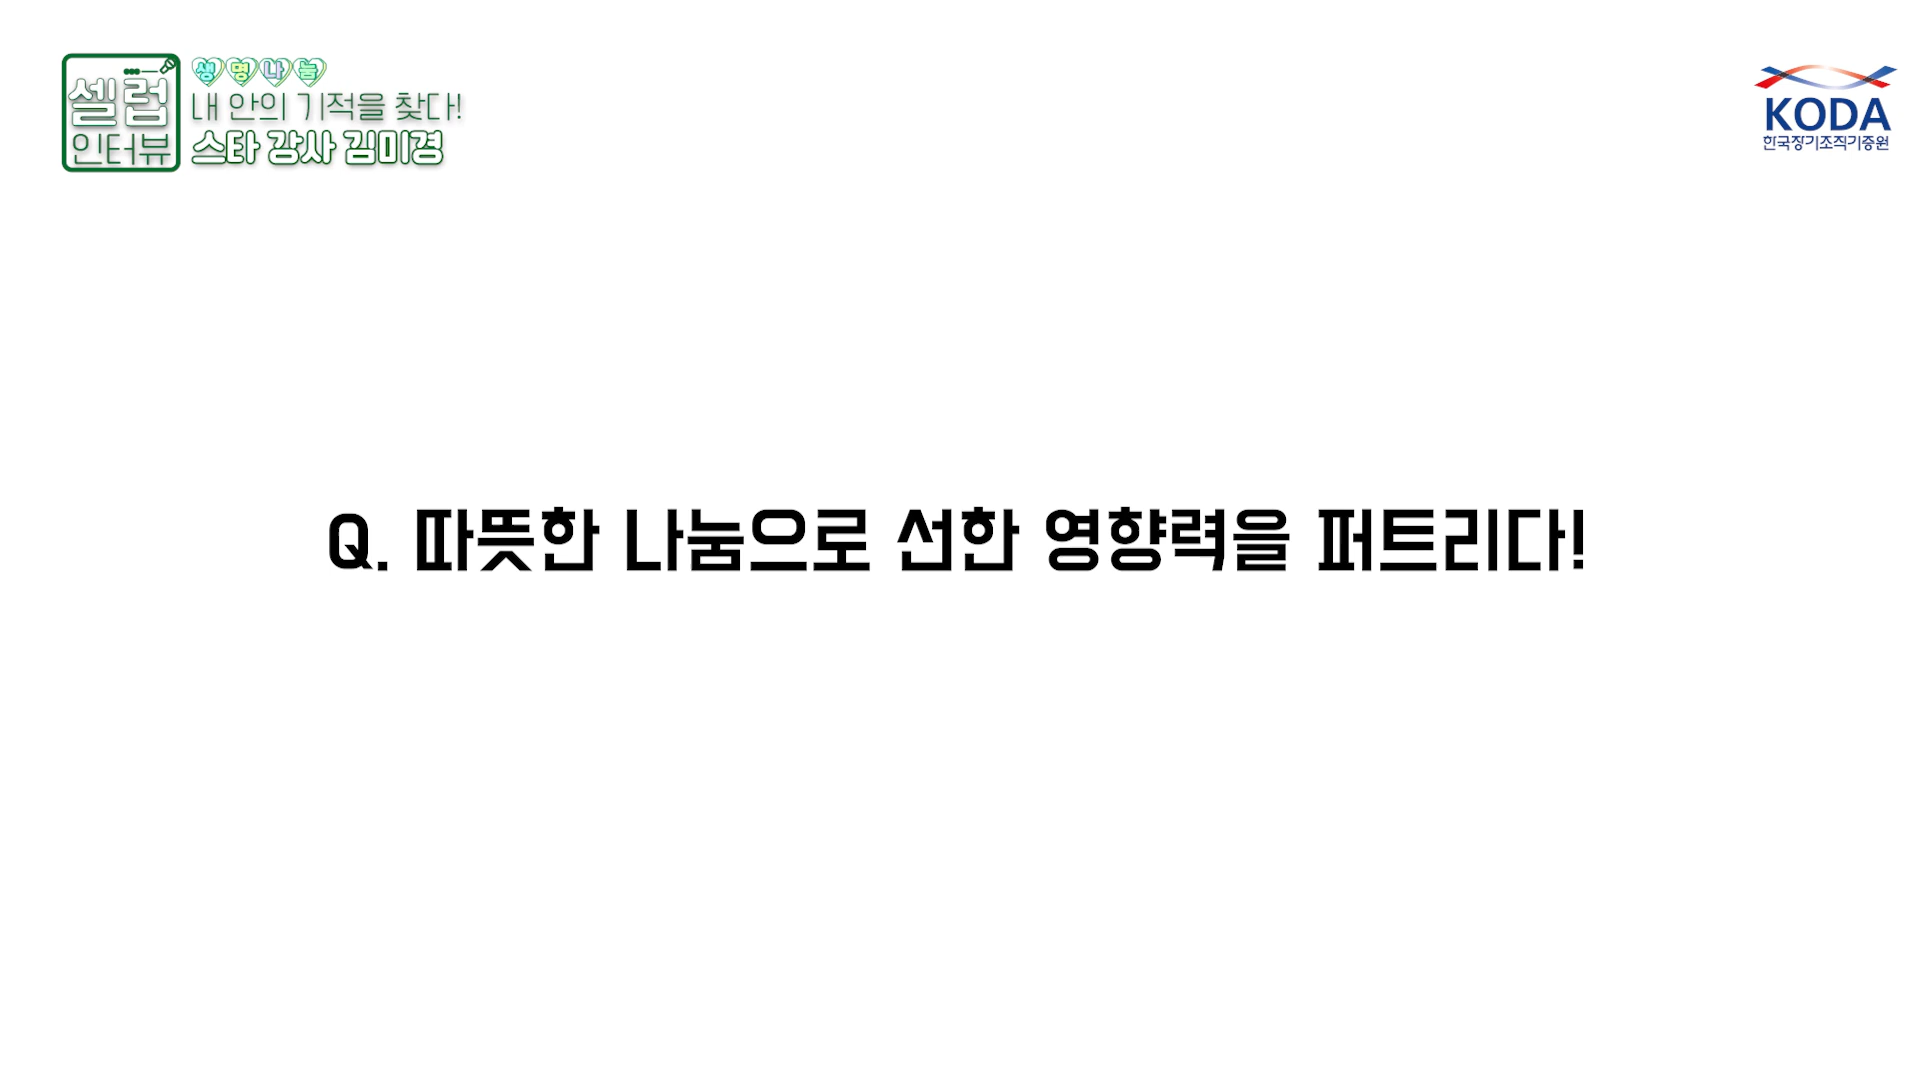 셀럽
인터뷰
생명나눔
내 안의 기적을 찾다!
스타 강사 김미경
KODA
한국장기조직기증원
Q. 따뜻한 나눔으로 선한 영향력을 퍼트리다!